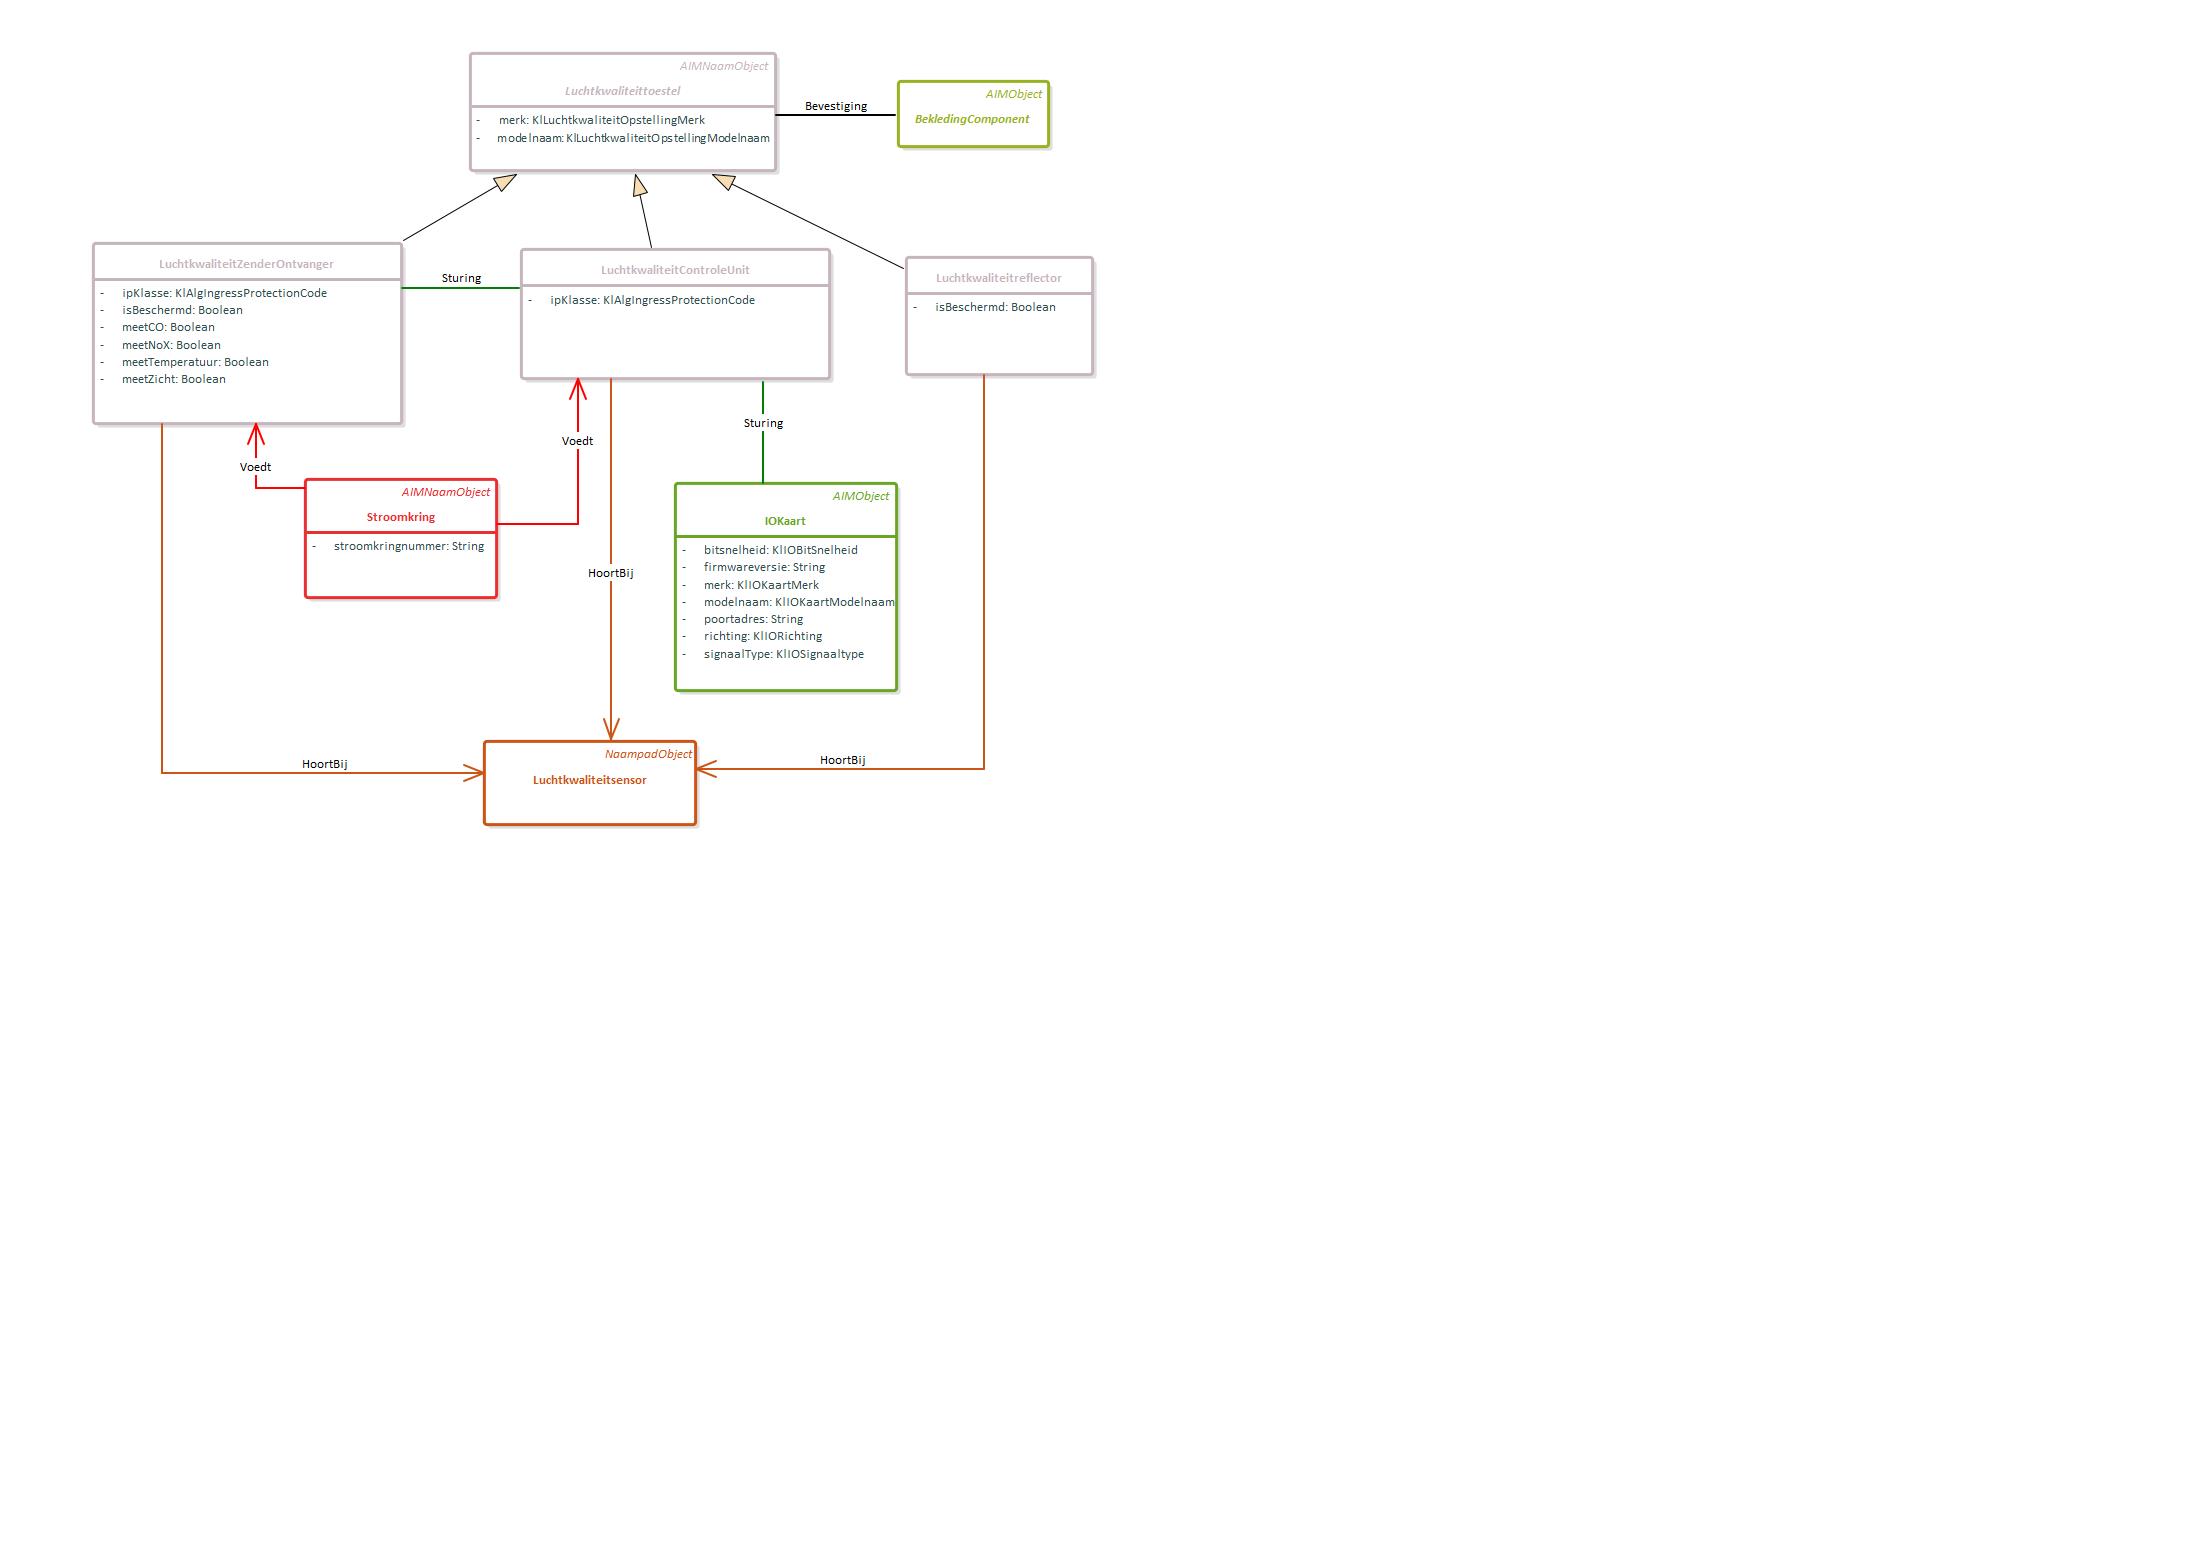 AIMNaamObject
Luchtkwaliteittoestel
- merk: KlLuchtkwaliteitOpstellingMerk
- modelnaam: KlLuchtkwaliteitOpstellingModelnaam
Bevestiging
AIMObject
BekledingComponent
LuchtkwaliteitZenderOntvanger
- ipKlasse: KlAlgIngressProtectionCode
- isBeschermd: Boolean
- meetCO: Boolean
- meetNoX: Boolean
- meetTemperatuur: Boolean
- meetZicht: Boolean
Sturing
LuchtkwaliteitControleUnit
- ipKlasse: KlAlgIngressProtectionCode
Luchtkwaliteitreflector
- isBeschermd: Boolean
Voedt
Voedt
Sturing
AIMNaamObject
Stroomkring
- stroomkringnummer: String
HoortBij
AIMObject
IOKaart
- bitsnelheid: KlIOBitSnelheid
- firmwareversie: String
- merk: KlIOKaartMerk
- modelnaam: KlIOKaartModelnaam
- poortadres: String
- richting: KlIORichting
- signaalType: KlIOSignaaltype
HoortBij
NaampadObject
Luchtkwaliteitsensor
HoortBij